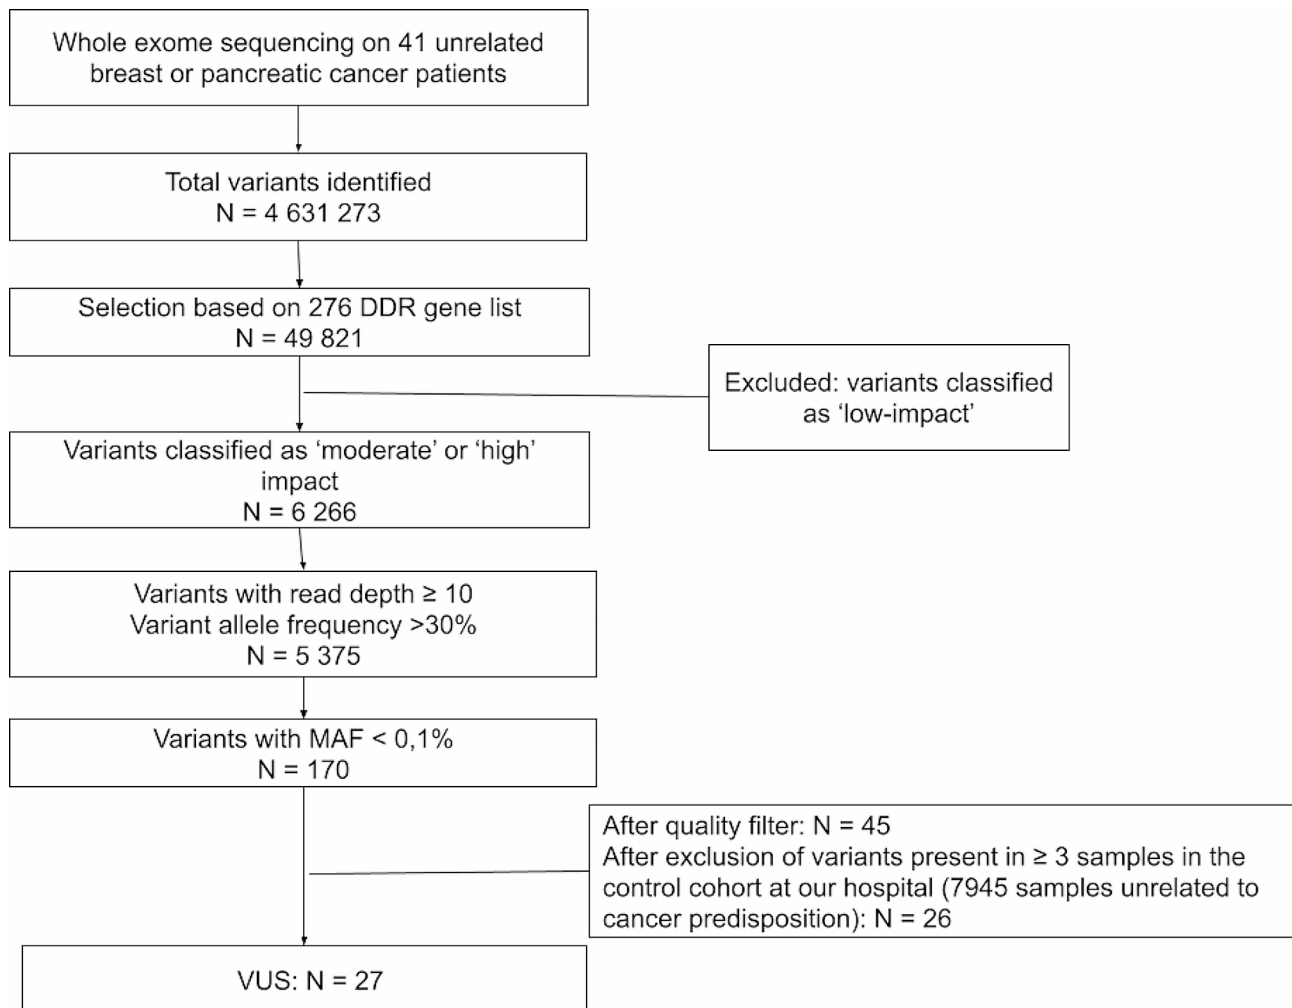 Whole exome sequencing on 41 unrelated
breast or pancreatic cancer patients
Total variants identified
N = 4 631 273
Selection based on 276 DDR gene list
N = 49 821
Excluded: variants classified
as ‘low-impact’
Variants classified as ‘moderate’ or ‘high’
impact
N = 6 266
Variants with read depth ≥ 10
Variant allele frequency >30%
N = 5 375
Variants with MAF < 0,1%
N = 170
After quality filter: N = 45
After exclusion of variants present in ≥ 3 samples in the
control cohort at our hospital (7945 samples unrelated to
cancer predisposition): N = 26
VUS: N = 27